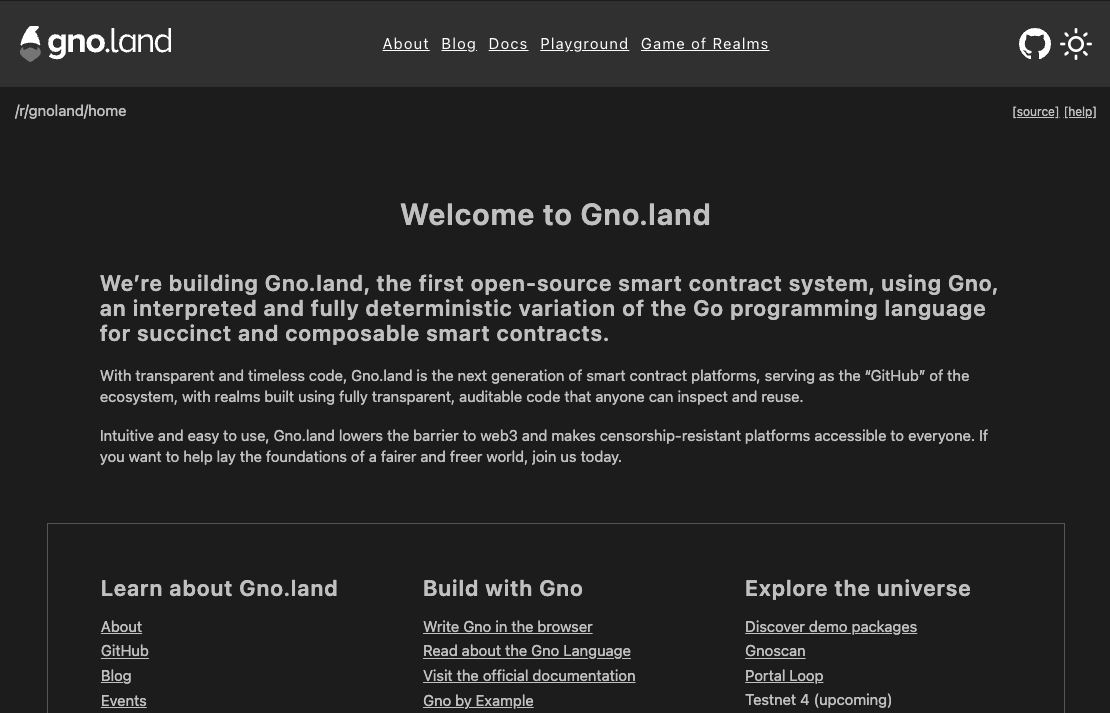 gno.land
About Blog Docs Playground Game of Realms
/r/gnoland/home
[source] [help]
Welcome to Gno.land
We’re building Gno.land, the first open-source smart contract system, using Gno,
an interpreted and fully deterministic variation of the Go programming language
for succinct and composable smart contracts.
With transparent and timeless code, Gno.land is the next generation of smart contract platforms, serving as the “GitHub” of the
ecosystem, with realms built using fully transparent, auditable code that anyone can inspect and reuse.
Intuitive and easy to use, Gno.land lowers the barrier to web3 and makes censorship-resistant platforms accessible to everyone. If
you want to help lay the foundations of a fairer and freer world, join us today.
Learn about Gno.land
About
GitHub
Blog
Events
Build with Gno
Write Gno in the browser
Read about the Gno Language
Visit the official documentation
Gno by Example
Explore the universe
Discover demo packages
Gnoscan
Portal Loop
Testnet 4 (upcoming)